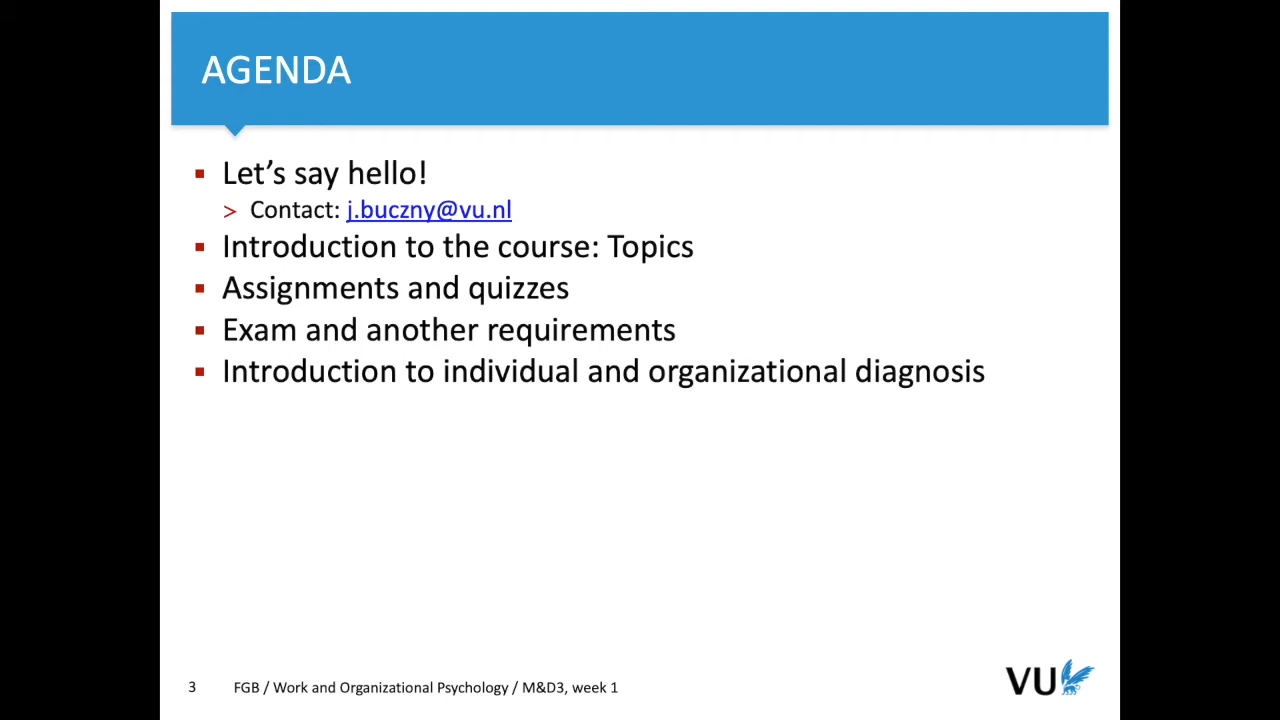 AGENDA
▪ Let’s say hello!
> Contact: j.buczny@vu.nl
▪ Introduction to the course: Topics
▪ Assignments and quizzes
▪ Exam and another requirements
▪ Introduction to individual and organizational diagnosis
3 FGB / Work and Organizational Psychology / M&D3, week 1
VU